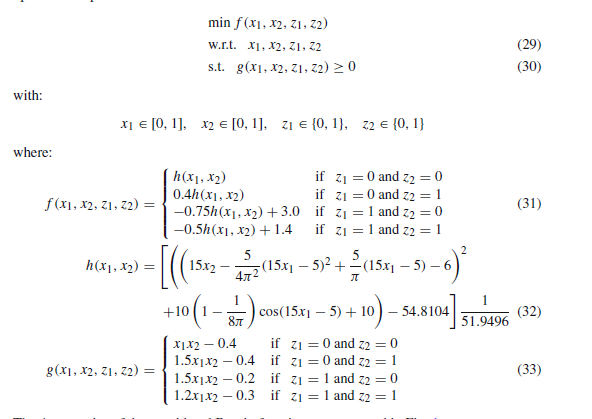 min f(x1, x2, z1, z2)
w.r.t. x1, x2, z1, z2 (29)
s.t. g(x1, x2, z1, z2) ≥ 0 (30)
with:
x1 ∈ [0, 1], x2 ∈ [0, 1], z1 ∈ {0, 1}, z2 ∈ {0, 1}
where:
f(x1, x2, z1, z2) = { h(x1, x2) if z1 = 0 and z2 = 0
0.4h(x1, x2) if z1 = 0 and z2 = 1
−0.75h(x1, x2) + 3.0 if z1 = 1 and z2 = 0
−0.5h(x1, x2) + 1.4 if z1 = 1 and z2 = 1 (31)
h(x1, x2) = [((15x2 − 5/4π² (15x1 − 5)² + 5/π (15x1 − 5) − 6)²
+10 (1 − 1/8π) cos(15x1 − 5) + 10) − 54.8104] 1/51.9496 (32)
g(x1, x2, z1, z2) = { x1x2 − 0.4 if z1 = 0 and z2 = 0
1.5x1x2 − 0.4 if z1 = 0 and z2 = 1
1.5x1x2 − 0.2 if z1 = 1 and z2 = 0
1.2x1x2 − 0.3 if z1 = 1 and z2 = 1 (33)